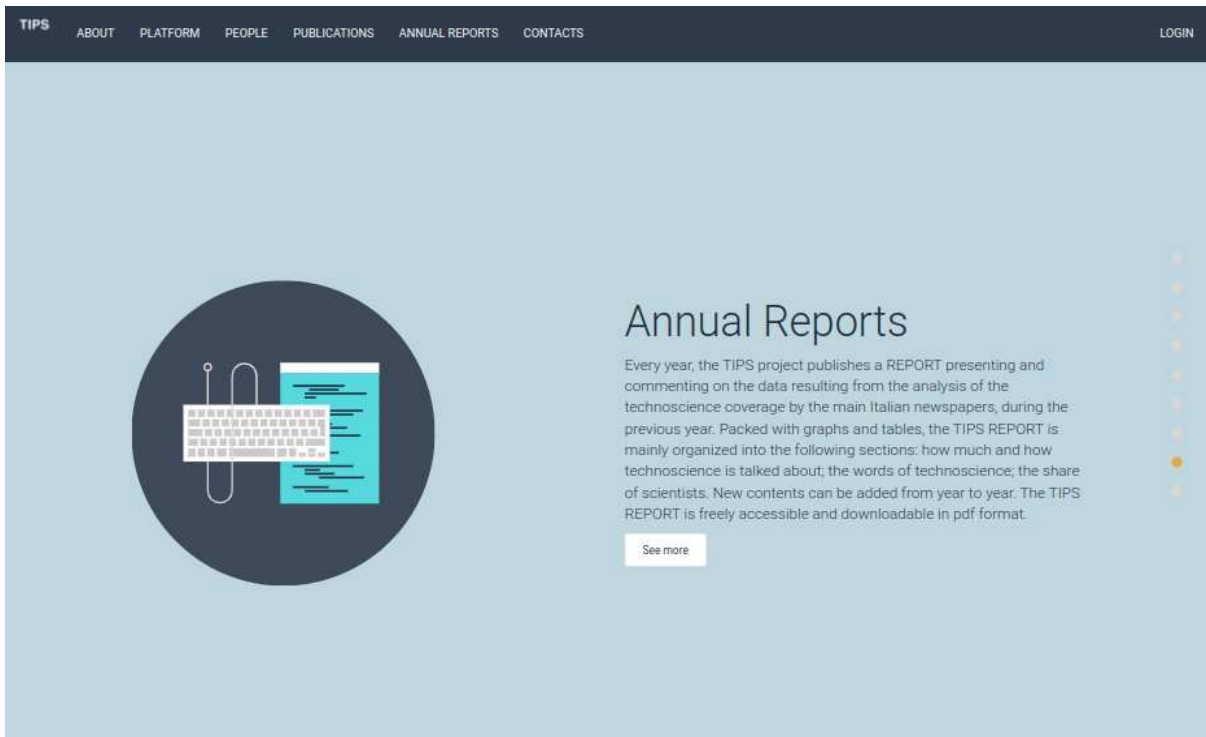 TIPS
ABOUT PLATFORM PEOPLE PUBLICATIONS ANNUAL REPORTS CONTACTS LOGIN
Annual Reports
Every year, the TIPS project publishes a REPORT presenting and
commenting on the data resulting from the analysis of the
technoscience coverage by the main Italian newspapers, during the
previous year. Packed with graphs and tables, the TIPS REPORT is
mainly organized into the following sections: how much and how
technoscience is talked about; the words of technoscience; the share
of scientists. New contents can be added from year to year. The TIPS
REPORT is freely accessible and downloadable in pdf format.
See more